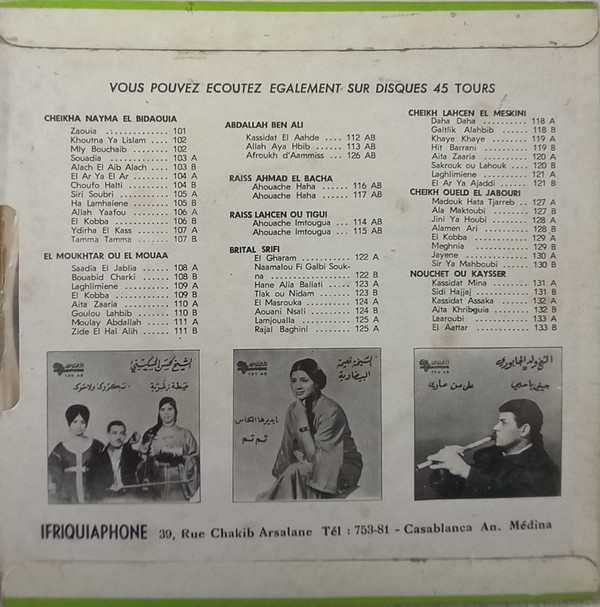 VOUS POUVEZ ECOUTEZ EGALEMENT SUR DISQUES 45 TOURS
CHEIKHA NAYMA EL BIDAOUIA
Zaouia .............. 101
Khoutna Ya Lislam .... 102
Mly Bouchaib ........ 102
Souadia ............. 103 A
Alach El Aib Alach .... 103 B
El Ar Ya El Ar ....... 104 A
Choufo Halti ........ 104 B
Siri Soubri .......... 105 A
Ha Lamhaiene ........ 105 B
Allah Yaafou ........ 106 A
El Kobba ........... 106 B
Ydirha El Kass ...... 107 A
Tamma Tamma ...... 107 B
EL MOUKHTAR OU EL MOUAA
Saadia El Jablia ...... 108 A
Bouabid Charki ...... 108 B
Laghlimiene ......... 109 A
El Kobba ........... 109 B
Aita Zaaria .......... 110 A
Goulou Lahbib ....... 110 B
Moulay Abdallah ..... 111 A
Zide El Hal Alih ...... 111 B
ABDALLAH BEN ALI
Kassidat El Aahde .... 112 AB
Allah Aya Hbib ...... 113 AB
Afroukh d'Aammiss ... 126 AB
RAISS AHMAD EL BACHA
Ahouache Haha ...... 116 AB
Ahouache Haha ...... 117 AB
RAISS LAHCEN OU TIGUI
Ahouache Imtougua ... 114 AB
Ahouache Imtougua ... 115 AB
BRITAL SRIFI
El Gharam .......... 122 A
Naamalou Fi Galbi Souk-
na .............. 122 B
Hane Alia Ballati ..... 123 A
Tlak ou Nidam ....... 123 B
El Masrouka ......... 124 A
Aouani Nsali ........ 124 B
Lamjoualla .......... 125 A
Rajal Baghini ........ 125 A
CHEIKH LAHCEN EL MESKINI
Daha Daha .......... 118 A
Galtlik Alahbib ...... 118 B
Khaye Khaye ........ 119 A
Hit Barrani .......... 119 B
Aita Zaaria .......... 120 A
Sakrouk ou Lahouk .... 120 B
Laghlimiene ......... 121 A
El Ar Ya Ajaddi ...... 121 B
CHEIKH OUELD EL JABOURI
Madouk Hata Tjarreb .. 127 A
Ala Maktoubi ........ 127 B
Jini Ya Houbi ........ 128 A
Alamen Ari .......... 128 B
El Kobba ........... 129 A
Meghnia ........... 129 B
Jayene ............. 130 A
Sir Ya Mahboubi ..... 130 B
NOUCHET OU KAYSSER
Kassidat Mina ........ 131 A
Sidi Hajjaj .......... 131 B
Kassidat Assaka ...... 132 A
Aita Khribguia ....... 132 B
Laaroubi ........... 133 A
El Aattar ............ 133 B
IFRIQUIAPHONE 39, Rue Chakib Arsalane Tél : 753-81 - Casablanca An. Médina